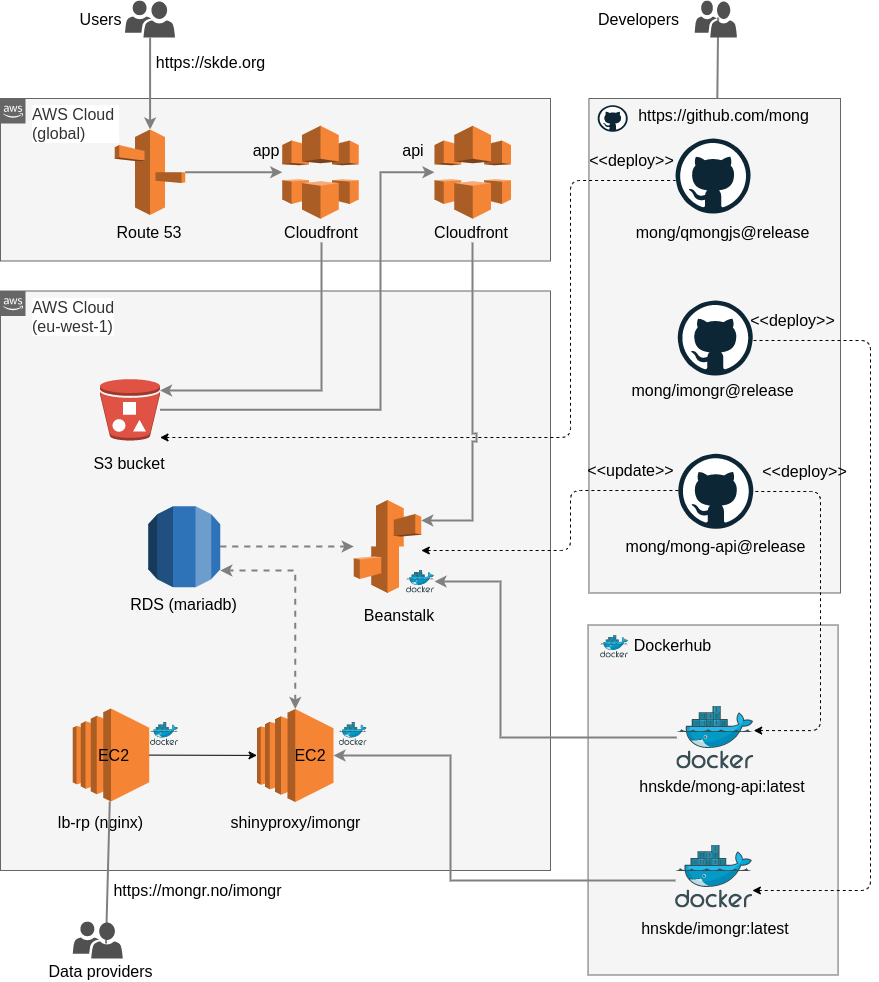 Users
Developers
https://skde.org
aws
AWS Cloud
(global)
https://github.com/mong
app
api
<<deploy>>
Route 53
Cloudfront
Cloudfront
mong/qmongjs@release
aws
AWS Cloud
(eu-west-1)
<<deploy>>
mong/imongr@release
S3 bucket
<<update>>
<<deploy>>
mong/mong-api@release
docker
RDS (mariadb)
Beanstalk
docker
Dockerhub
docker
docker
EC2
EC2
docker
hnskde/mong-api:latest
lb-rp (nginx)
shinyproxy/imongr
https://mongr.no/imongr
docker
hnskde/imongr:latest
Data providers